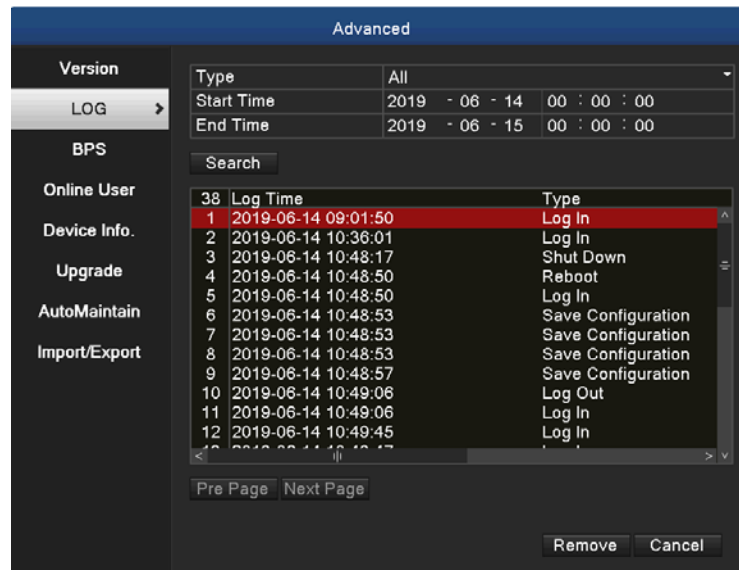 Advanced
Version
LOG >
BPS
Online User
Device Info.
Upgrade
AutoMaintain
Import/Export
Type All
Start Time 2019 - 06 - 14 00 : 00 : 00
End Time 2019 - 06 - 15 00 : 00 : 00
Search
38 Log Time Type
1 2019-06-14 09:01:50 Log In
2 2019-06-14 10:36:01 Log In
3 2019-06-14 10:48:17 Shut Down
4 2019-06-14 10:48:50 Reboot
5 2019-06-14 10:48:50 Log In
6 2019-06-14 10:48:53 Save Configuration
7 2019-06-14 10:48:53 Save Configuration
8 2019-06-14 10:48:53 Save Configuration
9 2019-06-14 10:48:57 Save Configuration
10 2019-06-14 10:49:06 Log Out
11 2019-06-14 10:49:06 Log In
12 2019-06-14 10:49:45 Log In
Pre Page Next Page
Remove Cancel